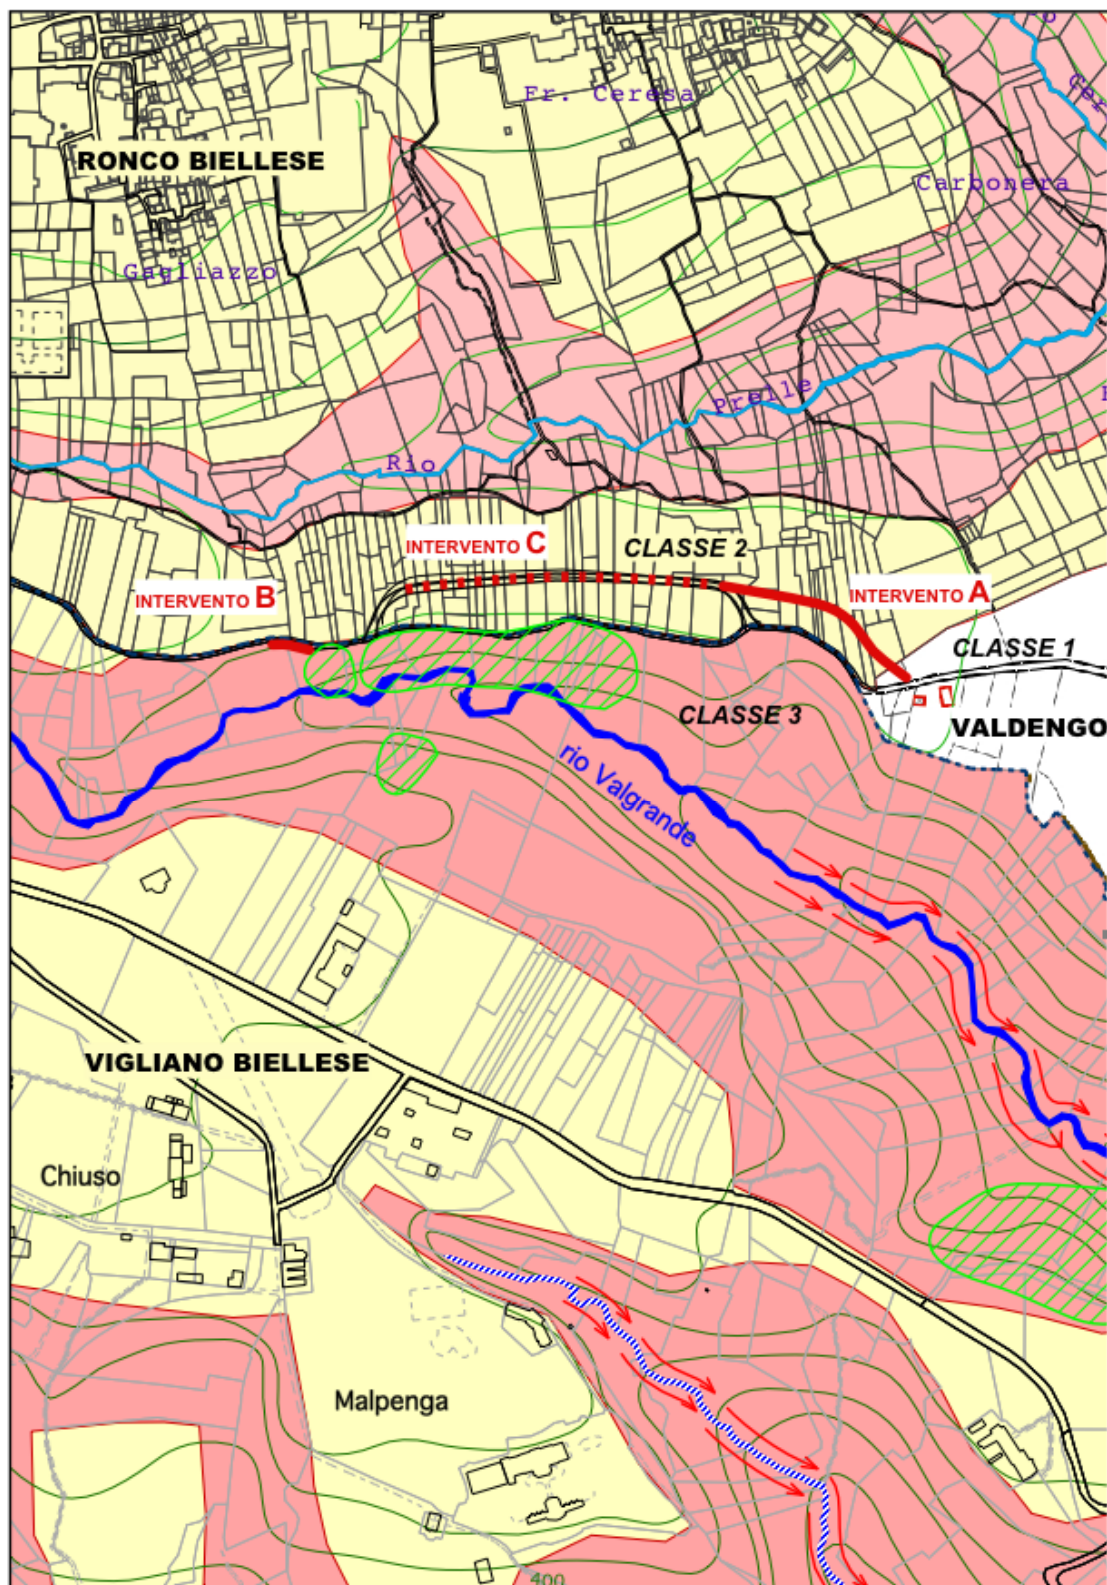 Fr. Ceresa
RONCO BIELLESE
Carbonera
Gagliazzo
Prelle
Rio
INTERVENTO C
CLASSE 2
INTERVENTO B
INTERVENTO A
CLASSE 1
CLASSE 3
VALDENGO
rio Valgrande
VIGLIANO BIELLESE
Chiuso
Malpenga
400